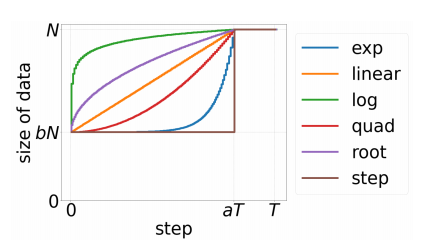 N
bN
0
size of data
0
aT
T
step
exp
linear
log
quad
root
step